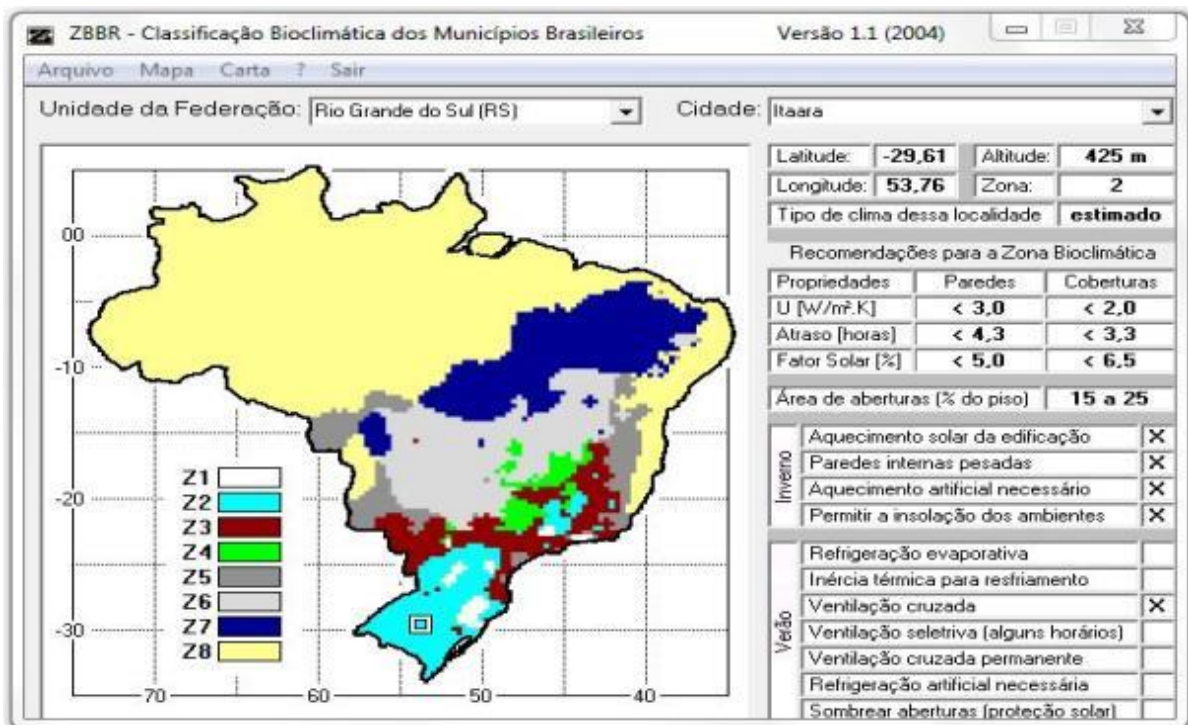 ZBBR - Classificação Bioclimática dos Municípios Brasileiros Versão 1.1 (2004)
Arquivo Mapa Carta ? Sair
Unidade da Federação: Rio Grande do Sul (RS) Cidade: Itaara
Latitude: -29,61 Altitude: 425 m
Longitude: 53,76 Zona: 2
Tipo de clima dessa localidade estimado
Recomendações para a Zona Bioclimática
Propriedades Paredes Coberturas
U [W/m².K] < 3,0 < 2,0
Atraso [horas] < 4,3 < 3,3
Fator Solar [%] < 5,0 < 6,5
Área de aberturas (% do piso) 15 a 25
Inverno
Aquecimento solar da edificação X
Paredes internas pesadas X
Aquecimento artificial necessário X
Permitir a insolação dos ambientes X
Verão
Refrigeração evaporativa
Inércia térmica para resfriamento
Ventilação cruzada X
Ventilação seletriva (alguns horários)
Ventilação cruzada permanente
Refrigeração artificial necessária
Sombrear aberturas (proteção solar)
00
-10
-20
-30
70 60 50 40
Z1
Z2
Z3
Z4
Z5
Z6
Z7
Z8